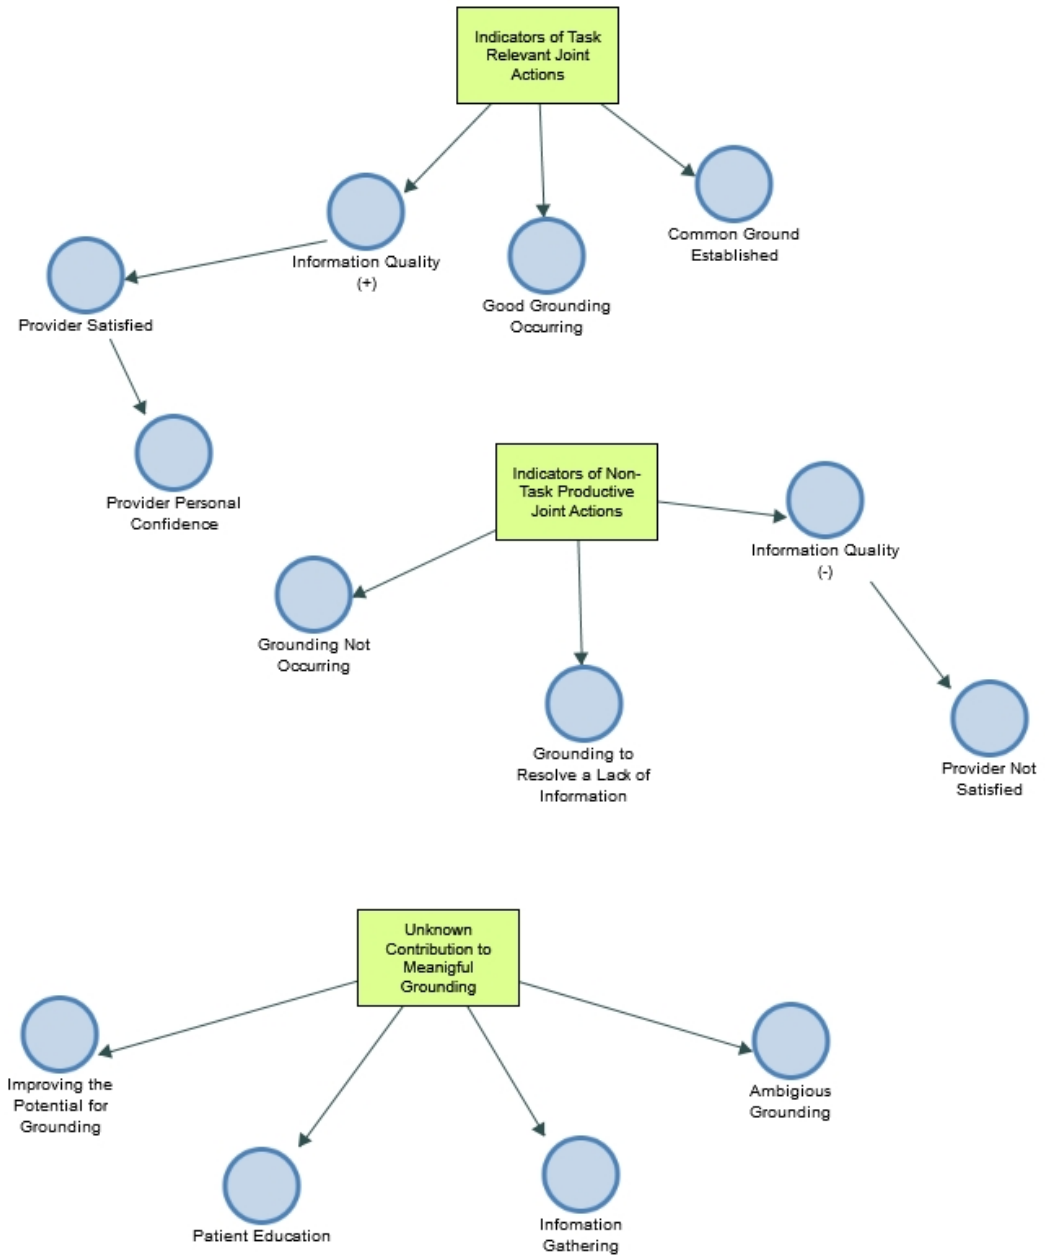 Indicators of Task
Relevant Joint
Actions
Common Ground
Established
Information Quality
(+)
Good Grounding
Occurring
Provider Satisfied
Provider Personal
Confidence
Indicators of Non-
Task Productive
Joint Actions
Information Quality
(-)
Grounding Not
Occurring
Grounding to
Resolve a Lack of
Information
Provider Not
Satisfied
Unknown
Contribution to
Meanigful
Grounding
Improving the
Potential for
Grounding
Ambigious
Grounding
Patient Education
Infomation
Gathering